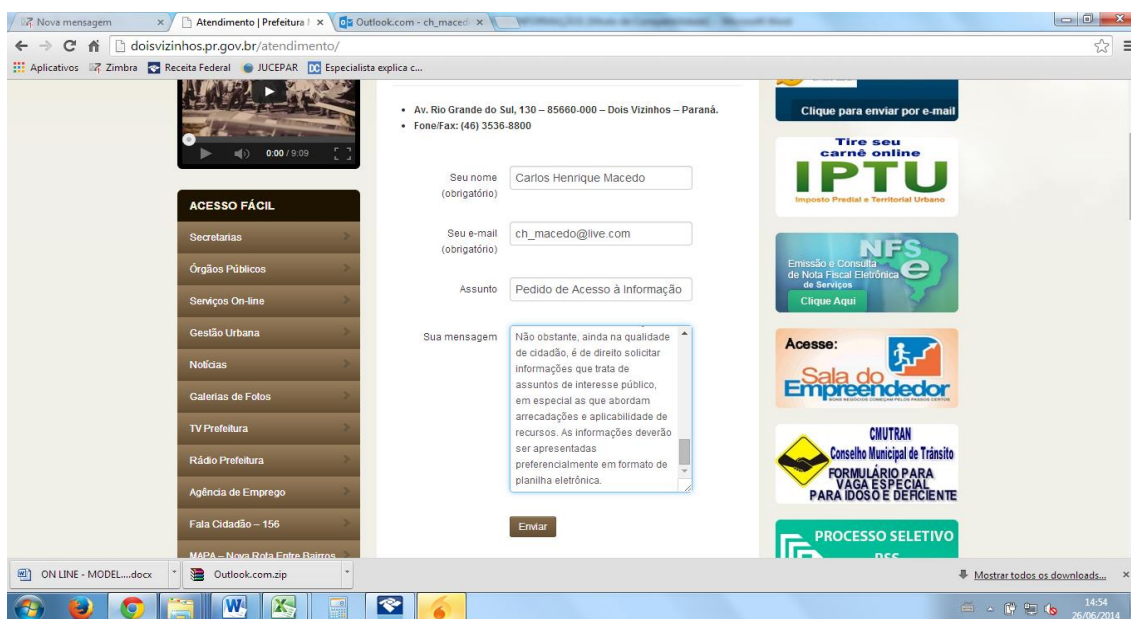 Nova mensagem
Atendimento | Prefeitura
Outlook.com - ch_maced
doisvizinhos.pr.gov.br/atendimento/
Aplicativos
Zimbra
Receita Federal
JUCEPAR
Especialista explica c...
0:00 / 9:09
ACESSO FÁCIL
Secretarias
Órgãos Públicos
Serviços On-line
Gestão Urbana
Notícias
Galerias de Fotos
TV Prefeitura
Rádio Prefeitura
Agência de Emprego
Fala Cidadão – 156
MAPA – Nova Rota Entre Bairros
Av. Rio Grande do Sul, 130 – 85660-000 – Dois Vizinhos – Paraná.
Fone/Fax: (46) 3536-8800
Seu nome
(obrigatório)
Carlos Henrique Macedo
Seu e-mail
(obrigatório)
ch_macedo@live.com
Assunto
Pedido de Acesso à Informação
Sua mensagem
Não obstante, ainda na qualidade
de cidadão, é de direito solicitar
informações que trata de
assuntos de interesse público,
em especial as que abordam
arrecadações e aplicabilidade de
recursos. As informações deverão
ser apresentadas
preferencialmente em formato de
planilha eletrônica.
Enviar
Clique para enviar por e-mail
Tire seu
carnê online
IPTU
Imposto Predial e Territorial Urbano
NFS
e
Emissão e Consulta
de Nota Fiscal Eletrônica
de Serviços
Clique Aqui
Acesse:
Sala do
Empreendedor
BONS NEGÓCIOS COMEÇAM PELOS PASSOS CERTOS
CMUTRAN
Conselho Municipal de Trânsito
FORMULÁRIO PARA
VAGA ESPECIAL
PARA IDOSO E DEFICIENTE
PROCESSO SELETIVO
PSS
ON LINE - MODEL....docx
Outlook.com.zip
Mostrar todos os downloads...
14:54
26/06/2014